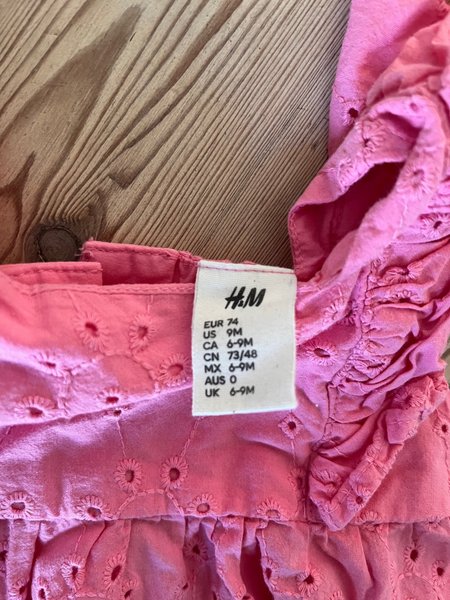 H&M
EUR 74
US 9M
CA 6-9M
CN 73/48
MX 6-9M
AUS 0
UK 6-9M